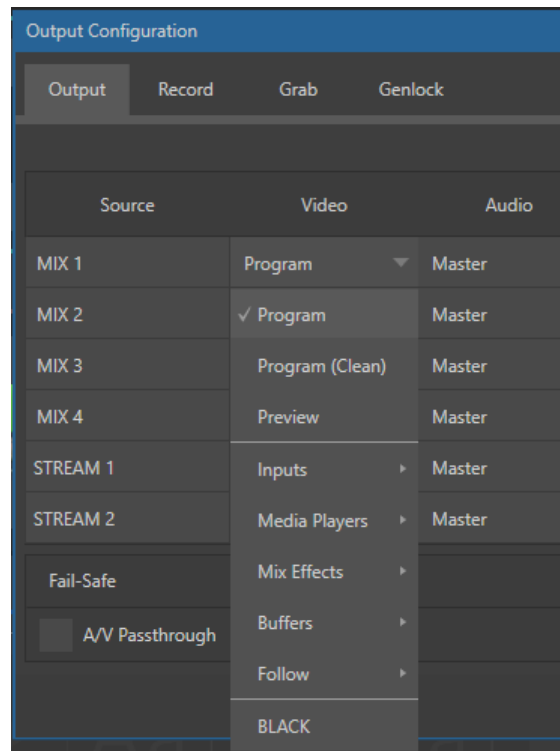 Output Configuration
Output Record Grab Genlock
Source Video Audio
MIX 1 Program Master
MIX 2 ✓ Program Master
MIX 3 Program (Clean) Master
MIX 4 Preview Master
STREAM 1 Inputs Master
STREAM 2 Media Players Master
Fail-Safe Mix Effects
A/V Passthrough Buffers
Follow
BLACK